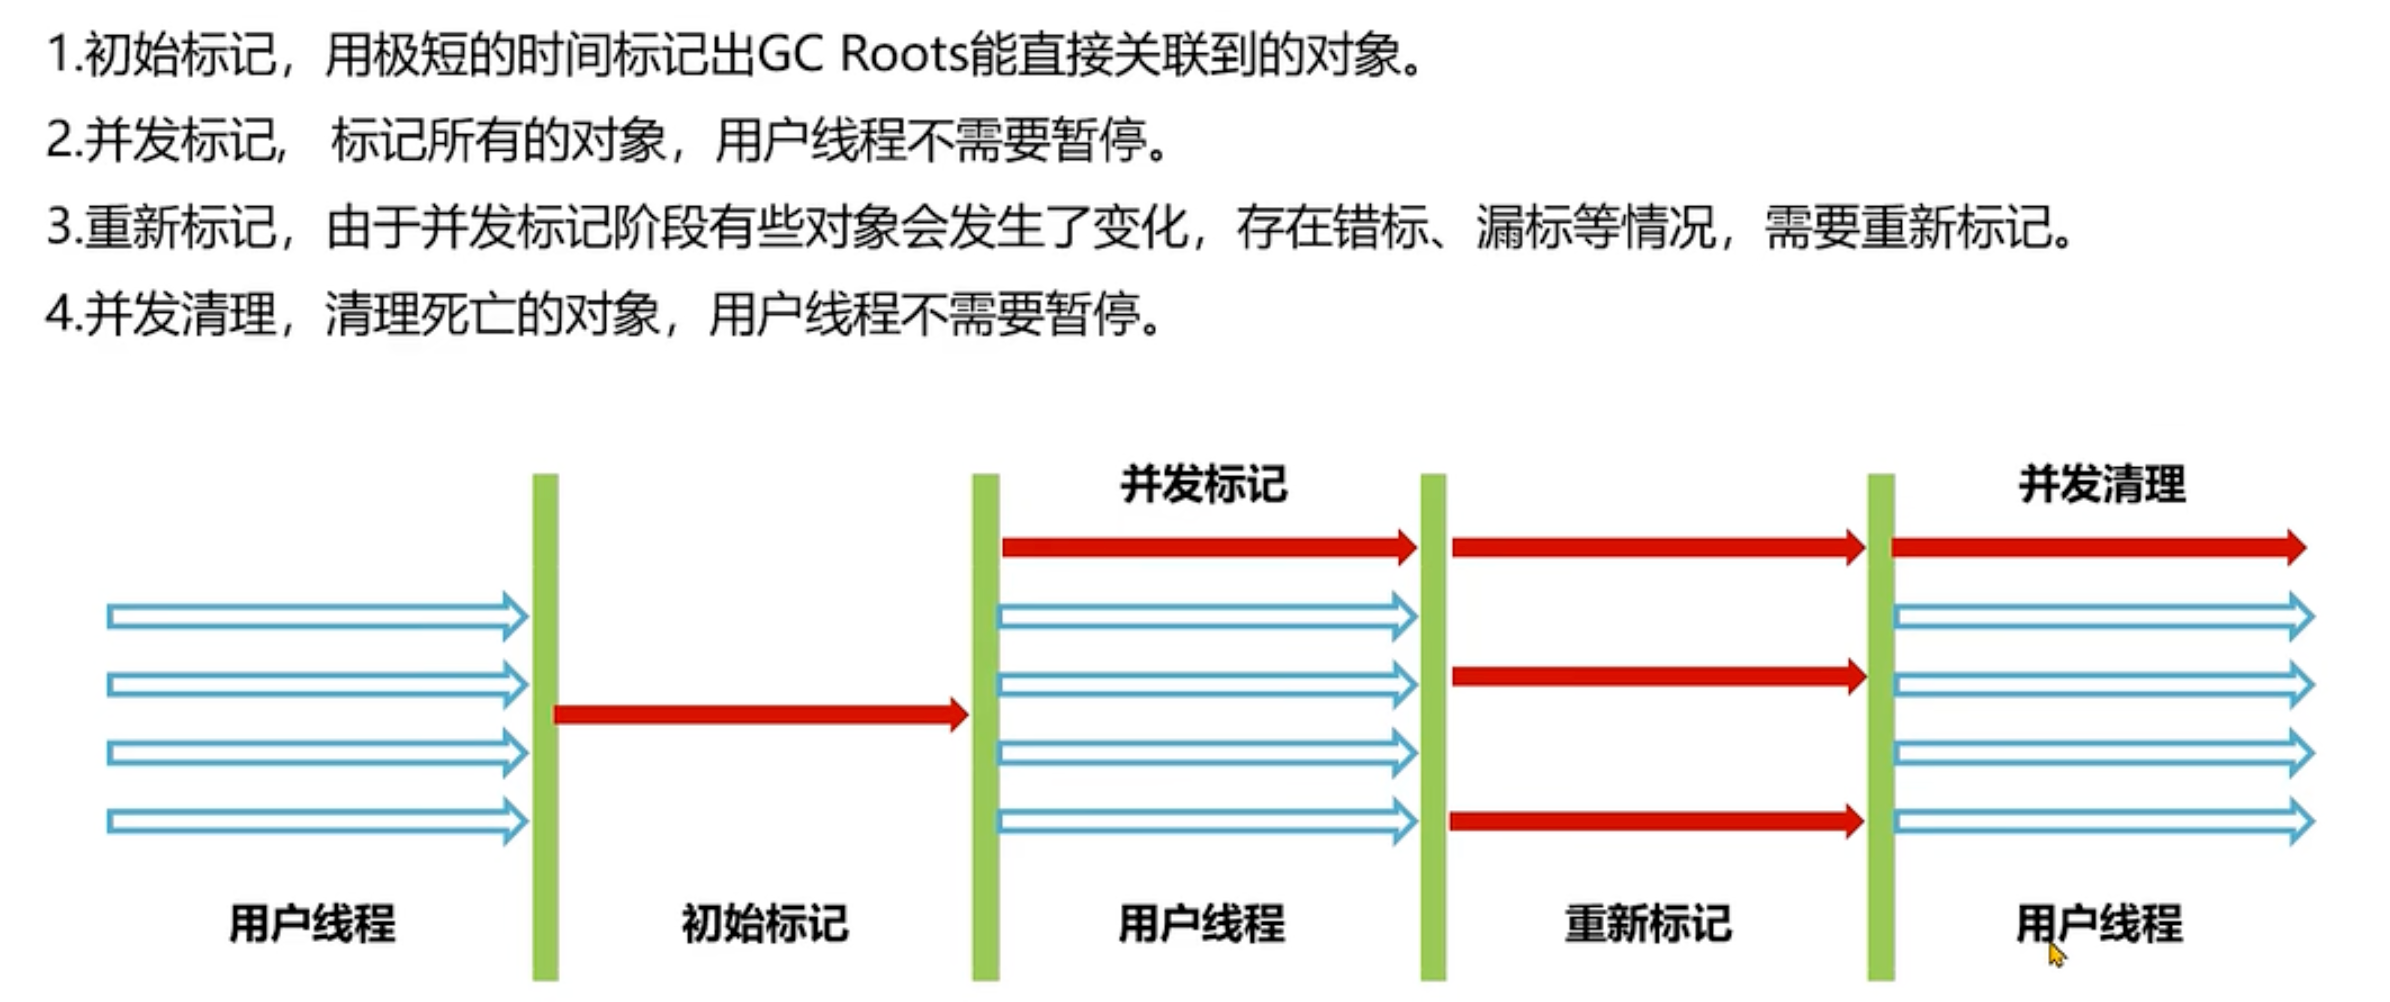 1.初始标记，用极短的时间标记出GC Roots能直接关联到的对象。
2.并发标记， 标记所有的对象，用户线程不需要暂停。
3.重新标记，由于并发标记阶段有些对象会发生了变化，存在错标、漏标等情况，需要重新标记。
4.并发清理，清理死亡的对象，用户线程不需要暂停。
并发标记 并发清理
用户线程 初始标记 用户线程 重新标记 用户线程